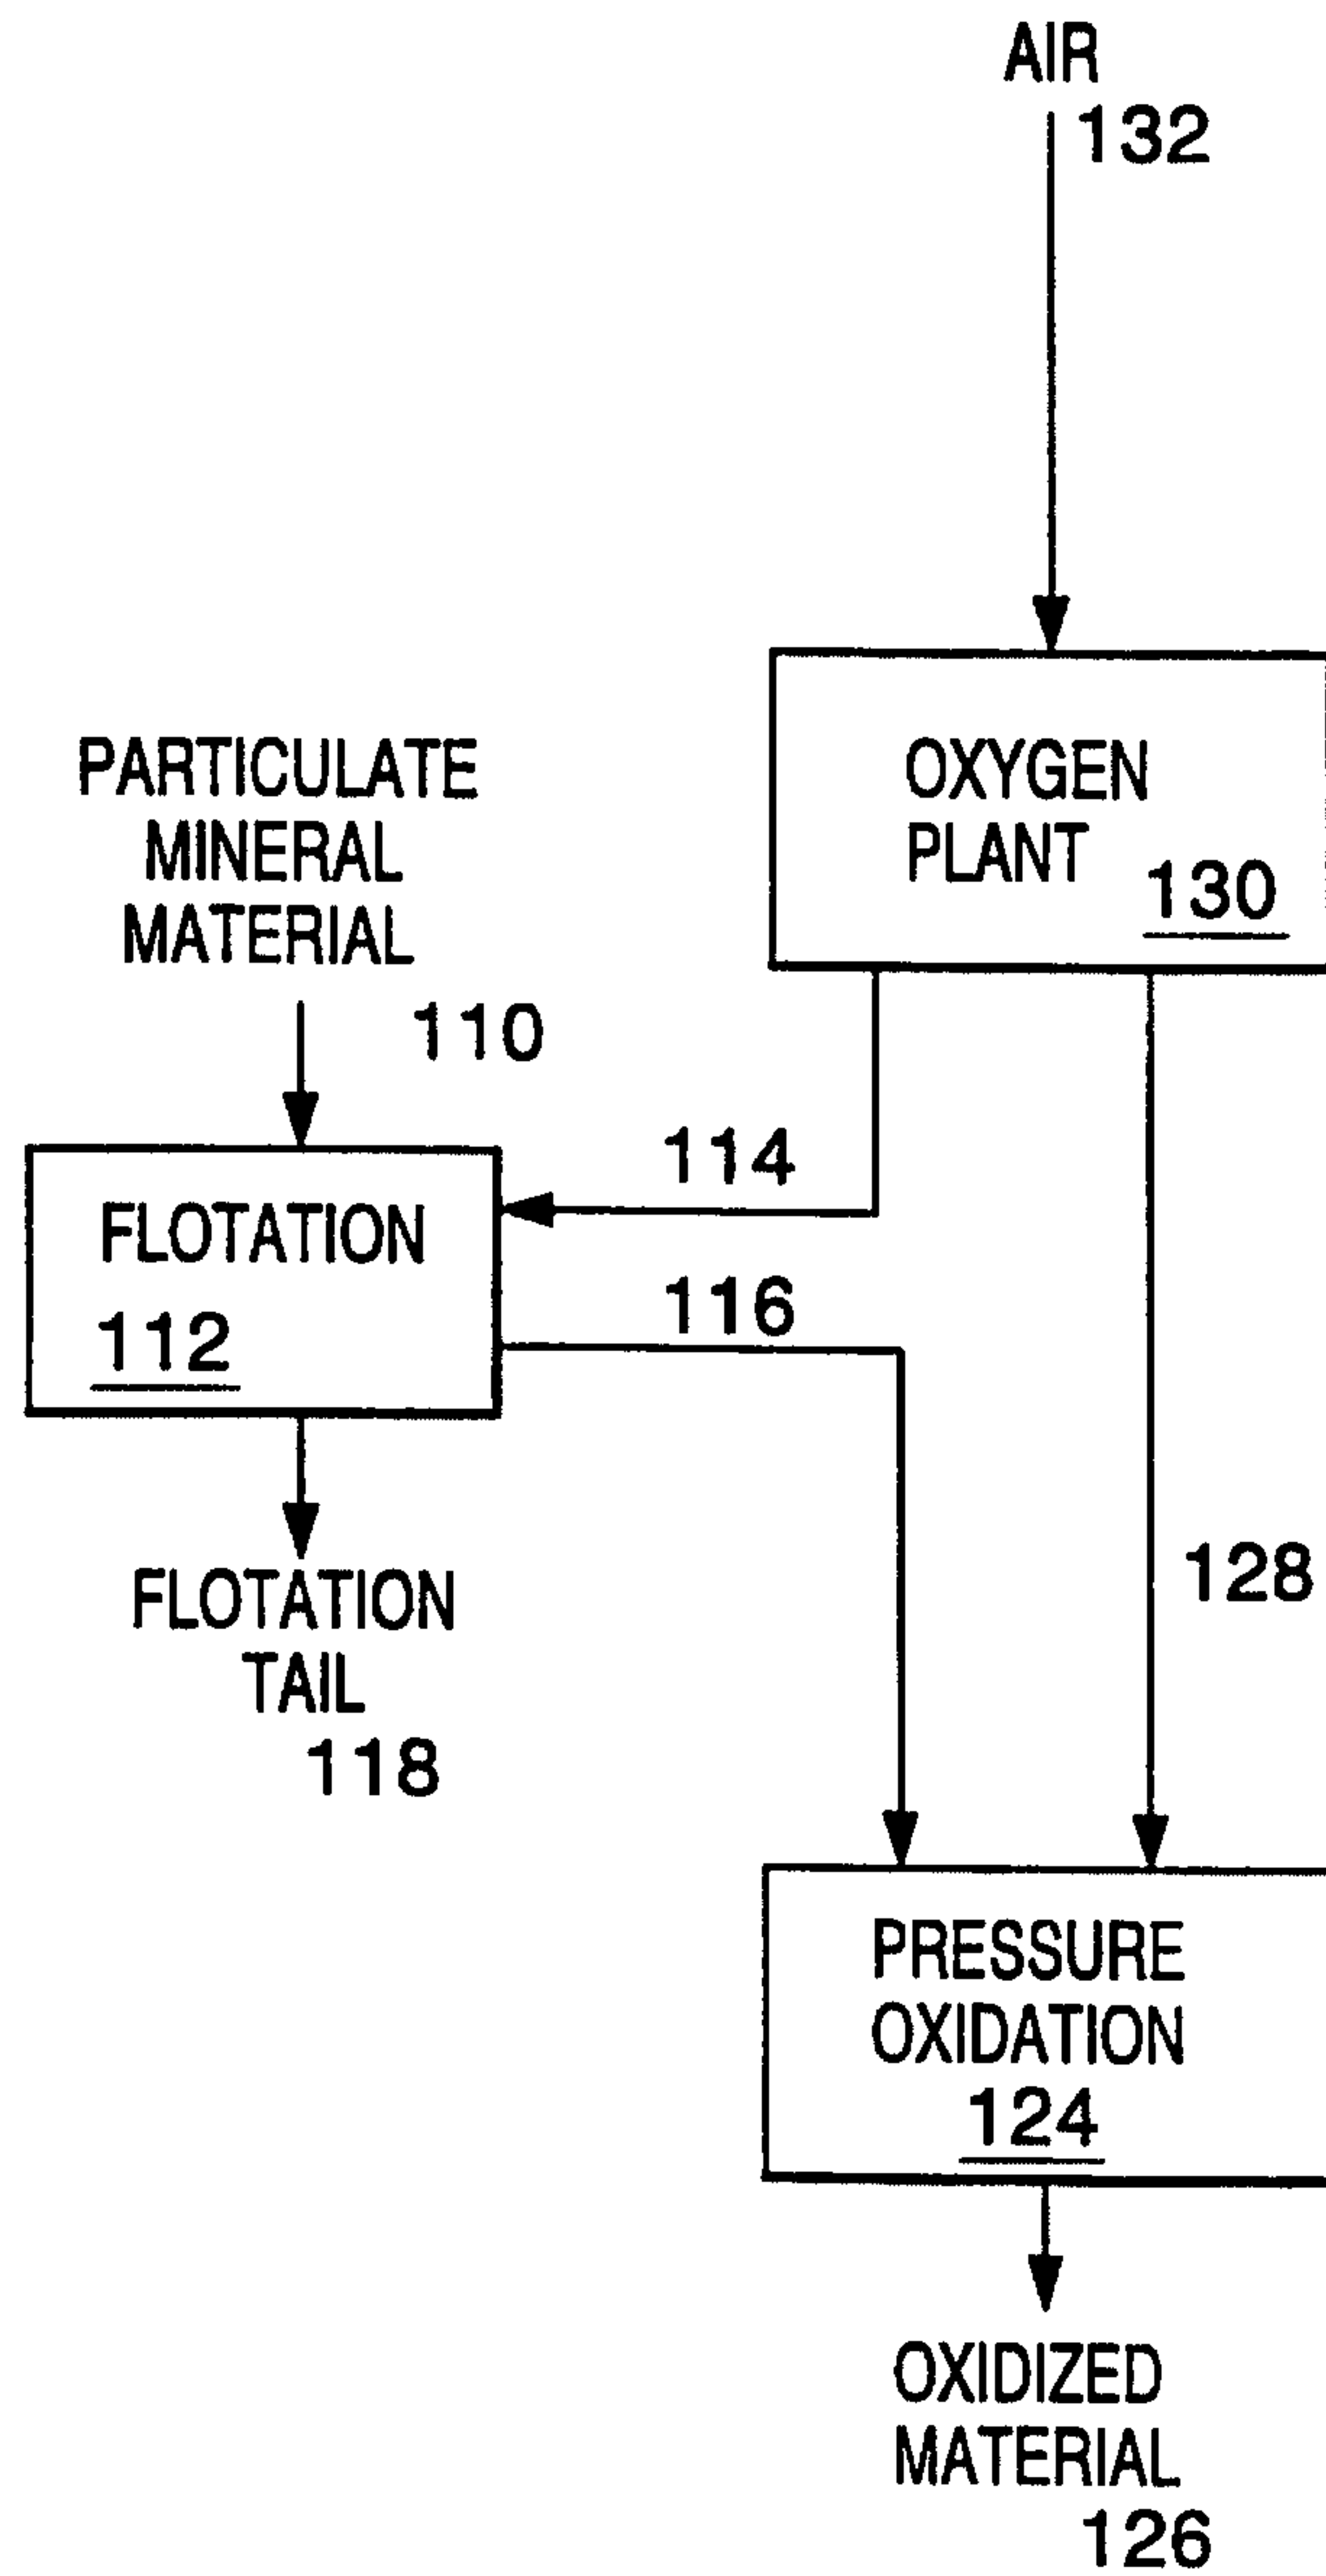 AIR
132
OXYGEN
PLANT
130
PARTICULATE
MINERAL
MATERIAL
110
114
FLOTATION
112
116
FLOTATION
TAIL
118
128
PRESSURE
OXIDATION
124
OXIDIZED
MATERIAL
126